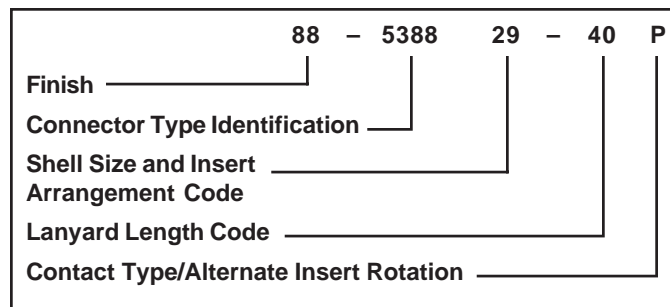 88 – 5388 29 – 40 P
Finish
Connector Type Identification
Shell Size and Insert
Arrangement Code
Lanyard Length Code
Contact Type/Alternate Insert Rotation